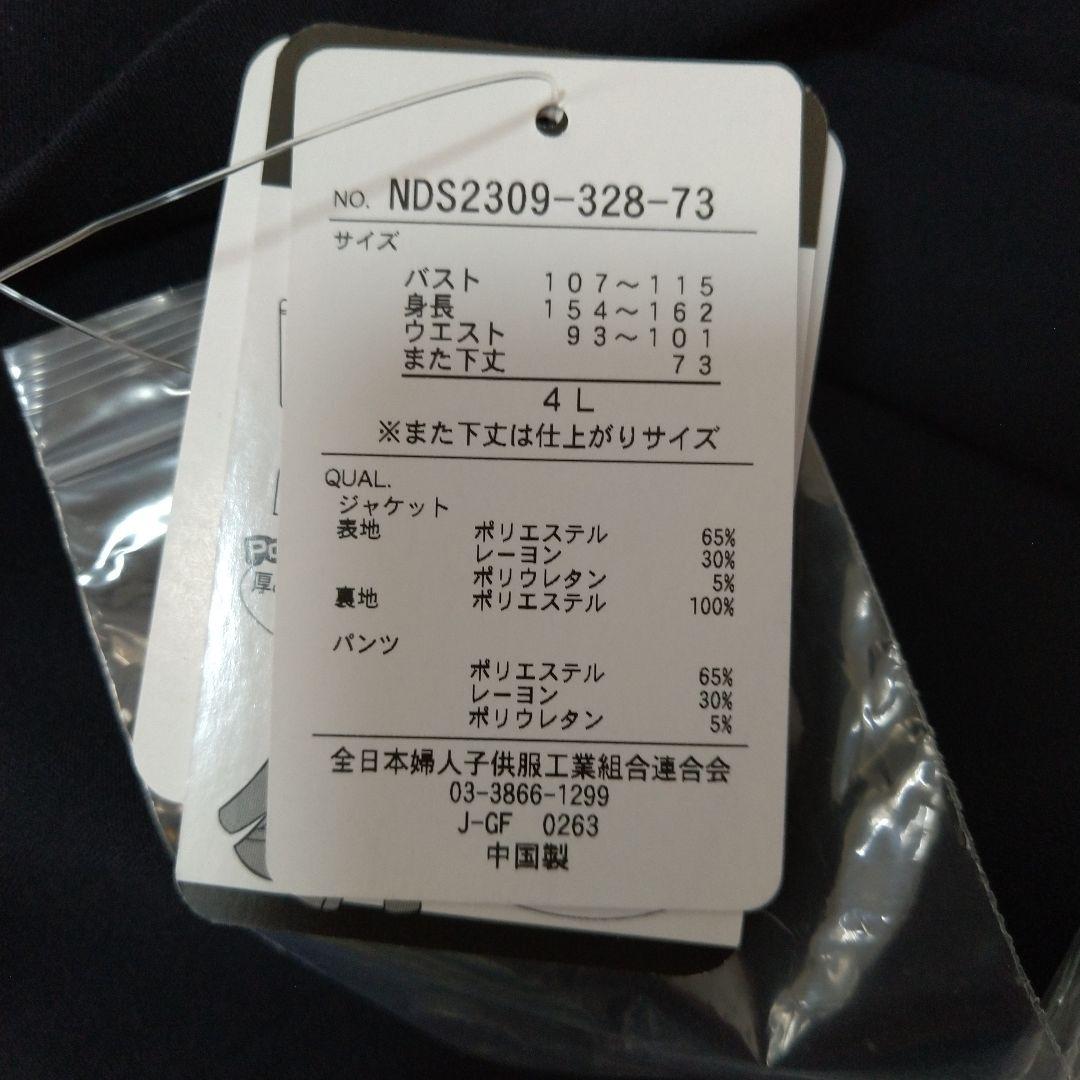 NO. NDS2309-328-73
サイズ
バスト 107～115
身長 154～162
ウエスト 93～101
また下丈 73
4L
※また下丈は仕上がりサイズ
QUAL.
ジャケット
表地 ポリエステル 65%
レーヨン 30%
ポリウレタン 5%
裏地 ポリエステル 100%
パンツ
ポリエステル 65%
レーヨン 30%
ポリウレタン 5%
全日本婦人子供服工業組合連合会
03-3866-1299
J-GF 0263
中国製